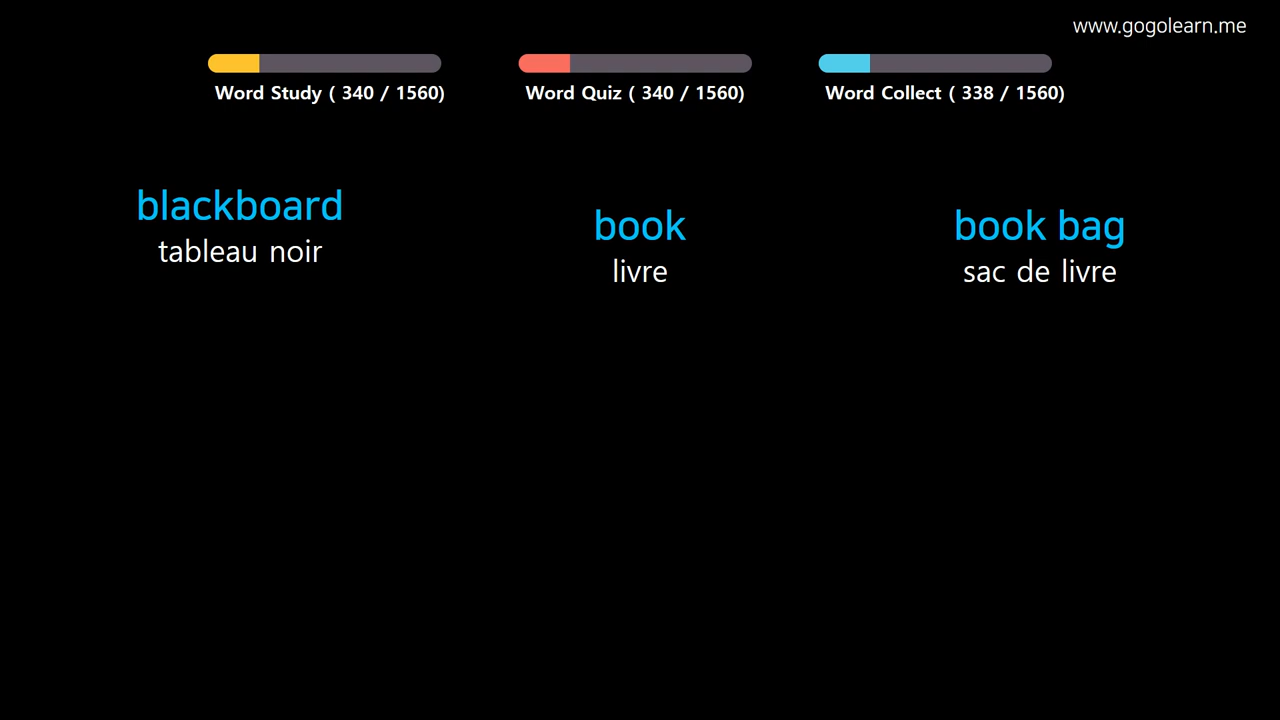 www.gogolearn.me
Word Study ( 340 / 1560)
Word Quiz ( 340 / 1560)
Word Collect ( 338 / 1560)
blackboard
tableau noir
book
livre
book bag
sac de livre